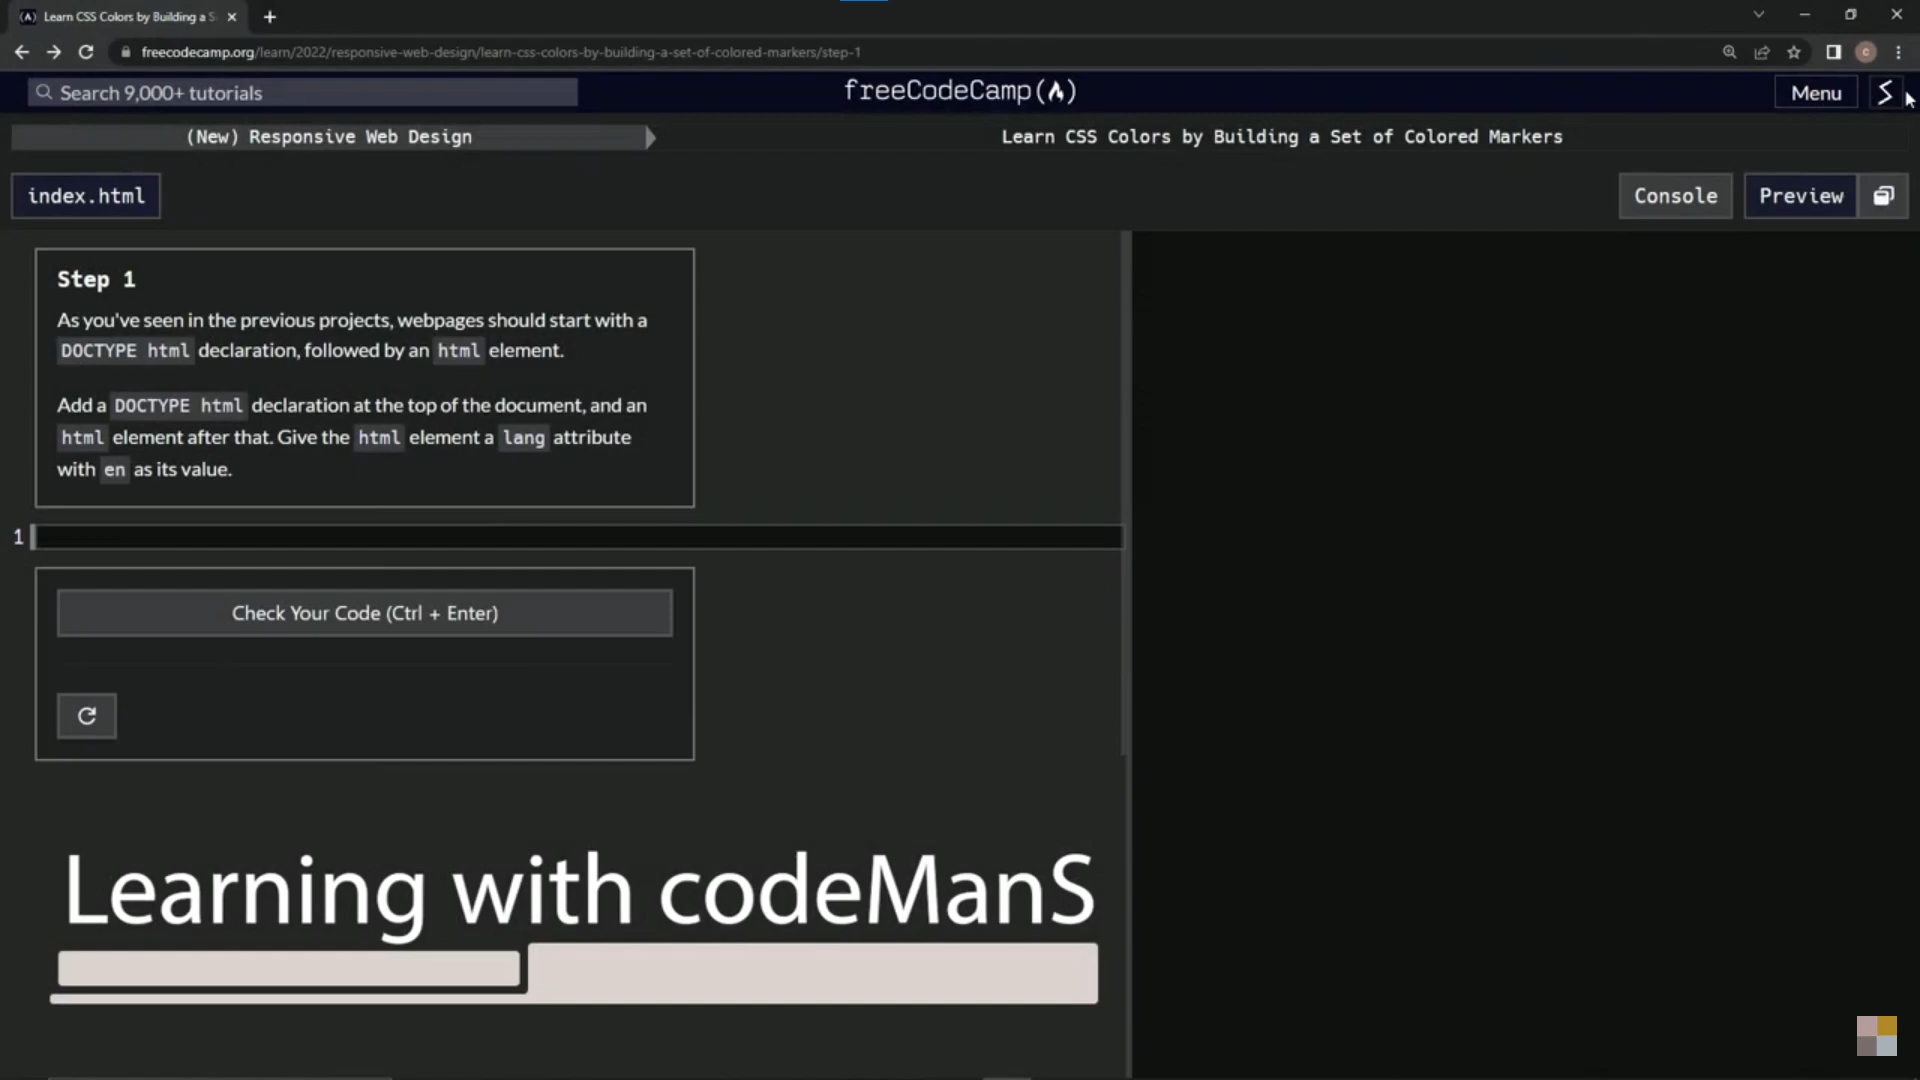 Learn CSS Colors by Building a S
freecodecamp.org/learn/2022/responsive-web-design/learn-css-colors-by-building-a-set-of-colored-markers/step-1
Search 9,000+ tutorials
freeCodeCamp
Menu
(New) Responsive Web Design
Learn CSS Colors by Building a Set of Colored Markers
index.html
Console
Preview
Step 1
As you've seen in the previous projects, webpages should start with a
DOCTYPE html declaration, followed by an html element.
Add a DOCTYPE html declaration at the top of the document, and an
html element after that. Give the html element a lang attribute
with en as its value.
1
Check Your Code (Ctrl + Enter)
Learning with codeManS